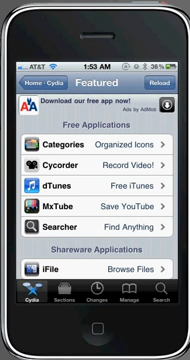 AT&T 1:53 AM 36%
Home - Cydia Featured Reload
AA Download our free app now!
Ads by AdMob
Free Applications
Categories Organized Icons
Cycorder Record Video!
dTunes Free iTunes
MxTube Save YouTube
Searcher Find Anything
Shareware Applications
iFile Browse Files
Cydia Sections Changes Manage Search